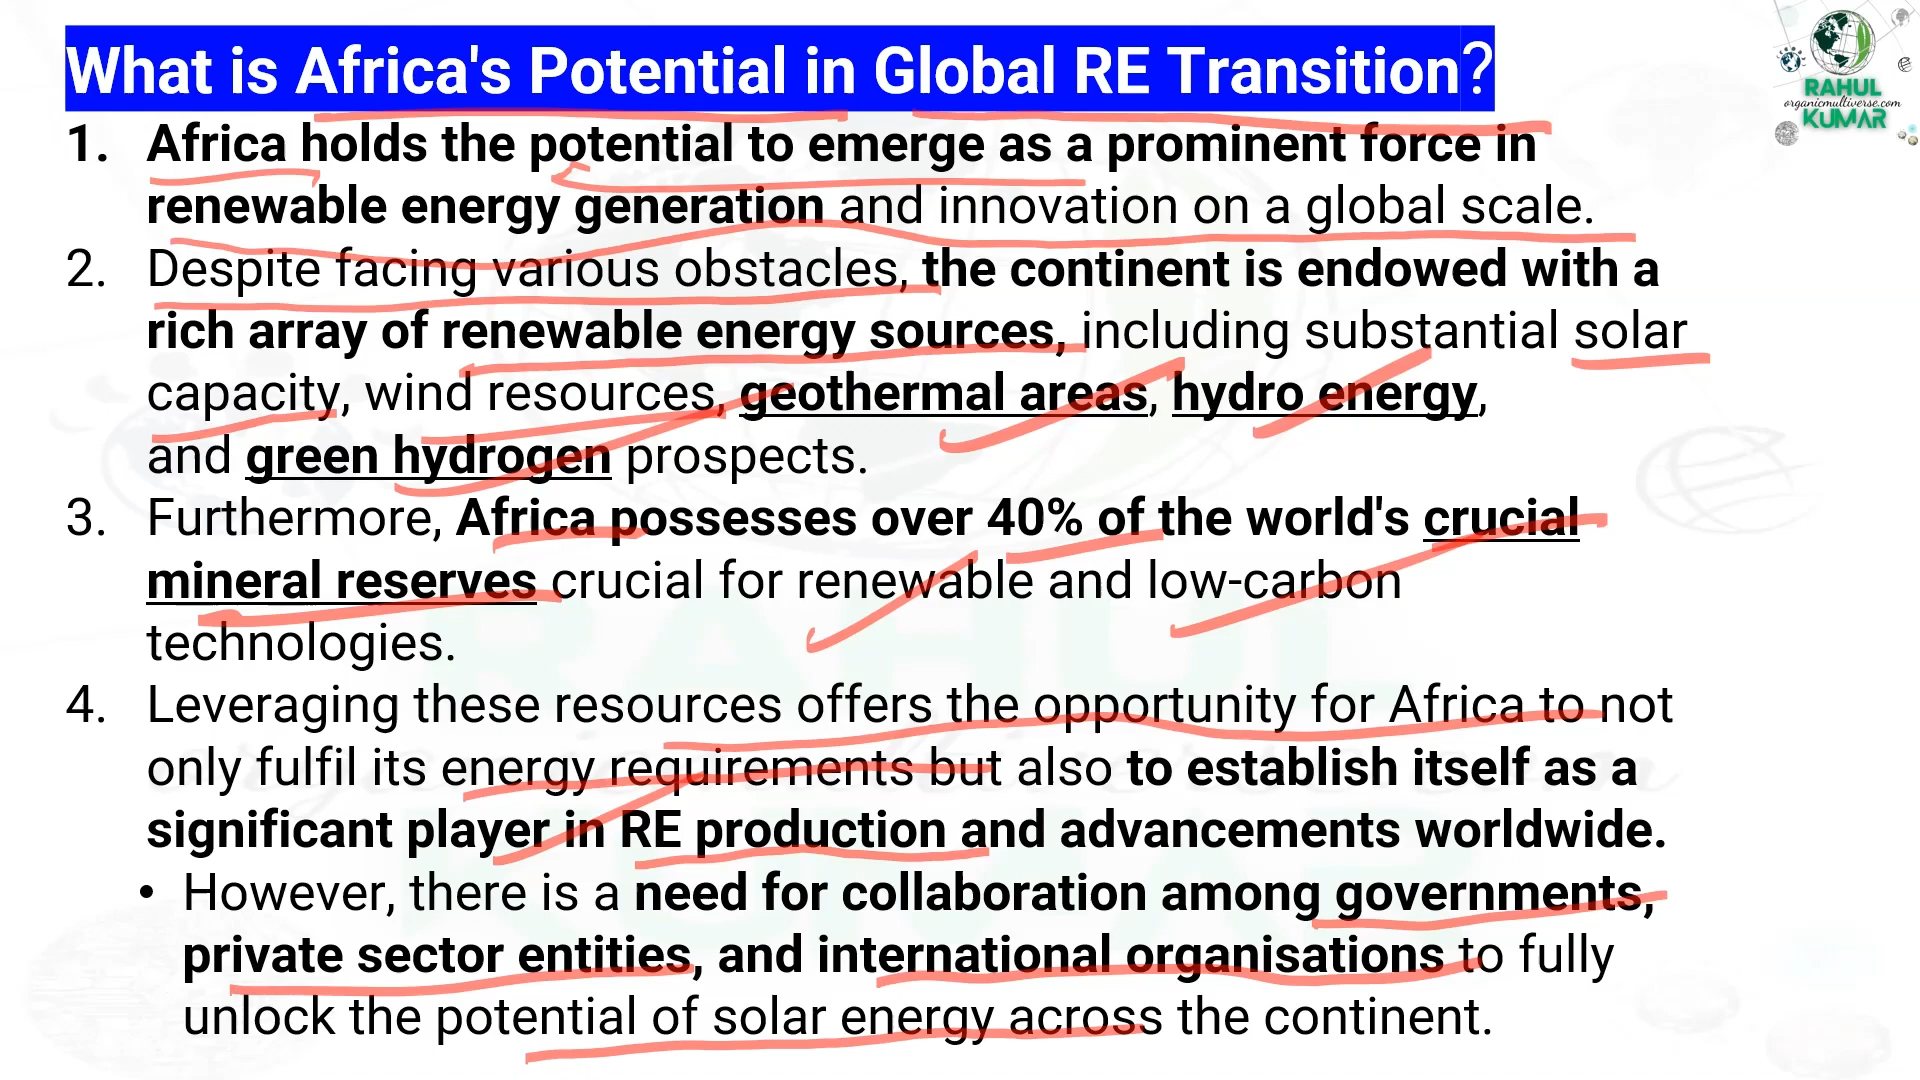 What is Africa's Potential in Global RE Transition?
RAHUL
organicmultiverse.com
KUMAR
1. Africa holds the potential to emerge as a prominent force in
renewable energy generation and innovation on a global scale.
2. Despite facing various obstacles, the continent is endowed with a
rich array of renewable energy sources, including substantial solar
capacity, wind resources, geothermal areas, hydro energy,
and green hydrogen prospects.
3. Furthermore, Africa possesses over 40% of the world's crucial
mineral reserves crucial for renewable and low-carbon
technologies.
4. Leveraging these resources offers the opportunity for Africa to not
only fulfil its energy requirements but also to establish itself as a
significant player in RE production and advancements worldwide.
• However, there is a need for collaboration among governments,
private sector entities, and international organisations to fully
unlock the potential of solar energy across the continent.